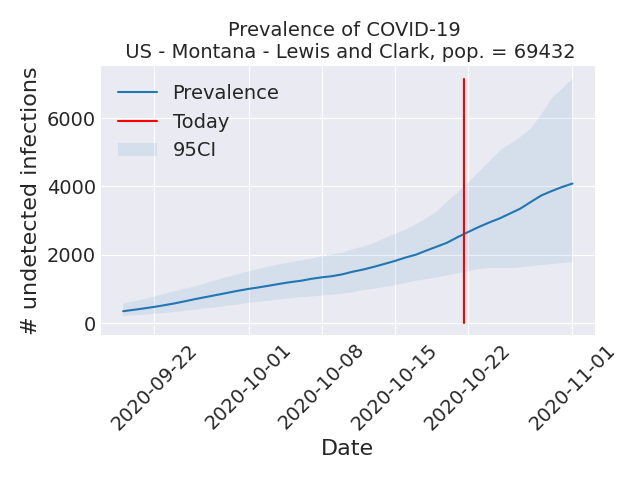 Prevalence of COVID-19
US - Montana - Lewis and Clark, pop. = 69432
Prevalence
Today
95CI
# undetected infections
6000
4000
2000
0
2020-09-22
2020-10-01
2020-10-08
2020-10-15
2020-10-22
2020-11-01
Date